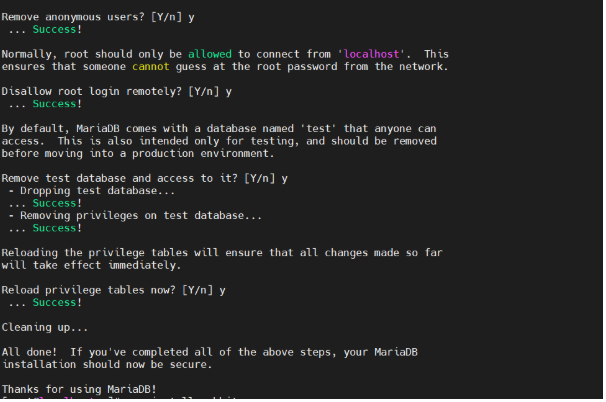 Remove anonymous users? [Y/n] y
 ... Success!
Normally, root should only be allowed to connect from 'localhost'.  This
ensures that someone cannot guess at the root password from the network.
Disallow root login remotely? [Y/n] y
 ... Success!
By default, MariaDB comes with a database named 'test' that anyone can
access.  This is also intended only for testing, and should be removed
before moving into a production environment.
Remove test database and access to it? [Y/n] y
 - Dropping test database...
 ... Success!
 - Removing privileges on test database...
 ... Success!
Reloading the privilege tables will ensure that all changes made so far
will take effect immediately.
Reload privilege tables now? [Y/n] y
 ... Success!
Cleaning up...
All done!  If you've completed all of the above steps, your MariaDB
installation should now be secure.
Thanks for using MariaDB!